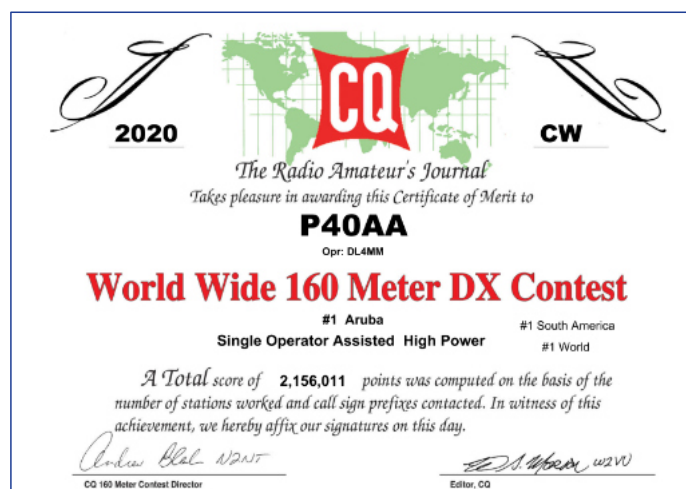 CQ
2020
CW
The Radio Amateur's Journal
Takes pleasure in awarding this Certificate of Merit to
P40AA
Opr: DL4MM
World Wide 160 Meter DX Contest
#1 Aruba
#1 South America
Single Operator Assisted High Power
#1 World
A Total score of 2,156,011 points was computed on the basis of the
number of stations worked and call sign prefixes contacted. In witness of this
achievement, we hereby affix our signatures on this day.
N2NT
W2VU
CQ 160 Meter Contest Director
Editor, CQ